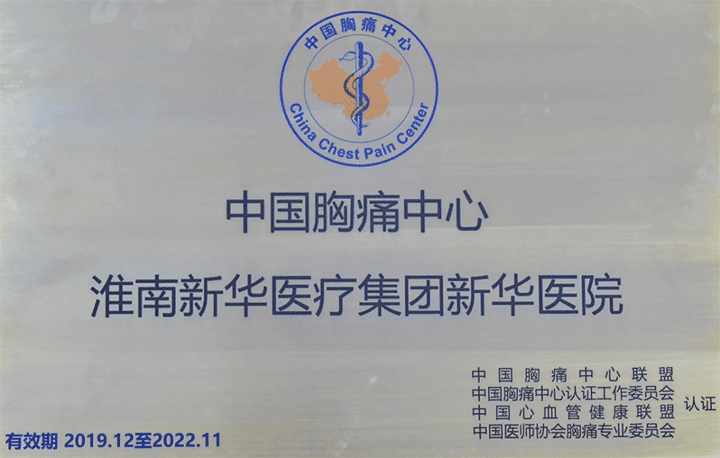 中国胸痛中心
China Chest Pain Center
中国胸痛中心
淮南新华医疗集团新华医院
中国胸痛中心联盟
中国胸痛中心认证工作委员会
中国心血管健康联盟
中国医师协会胸痛专业委员会
认证
有效期 2019.12至2022.11